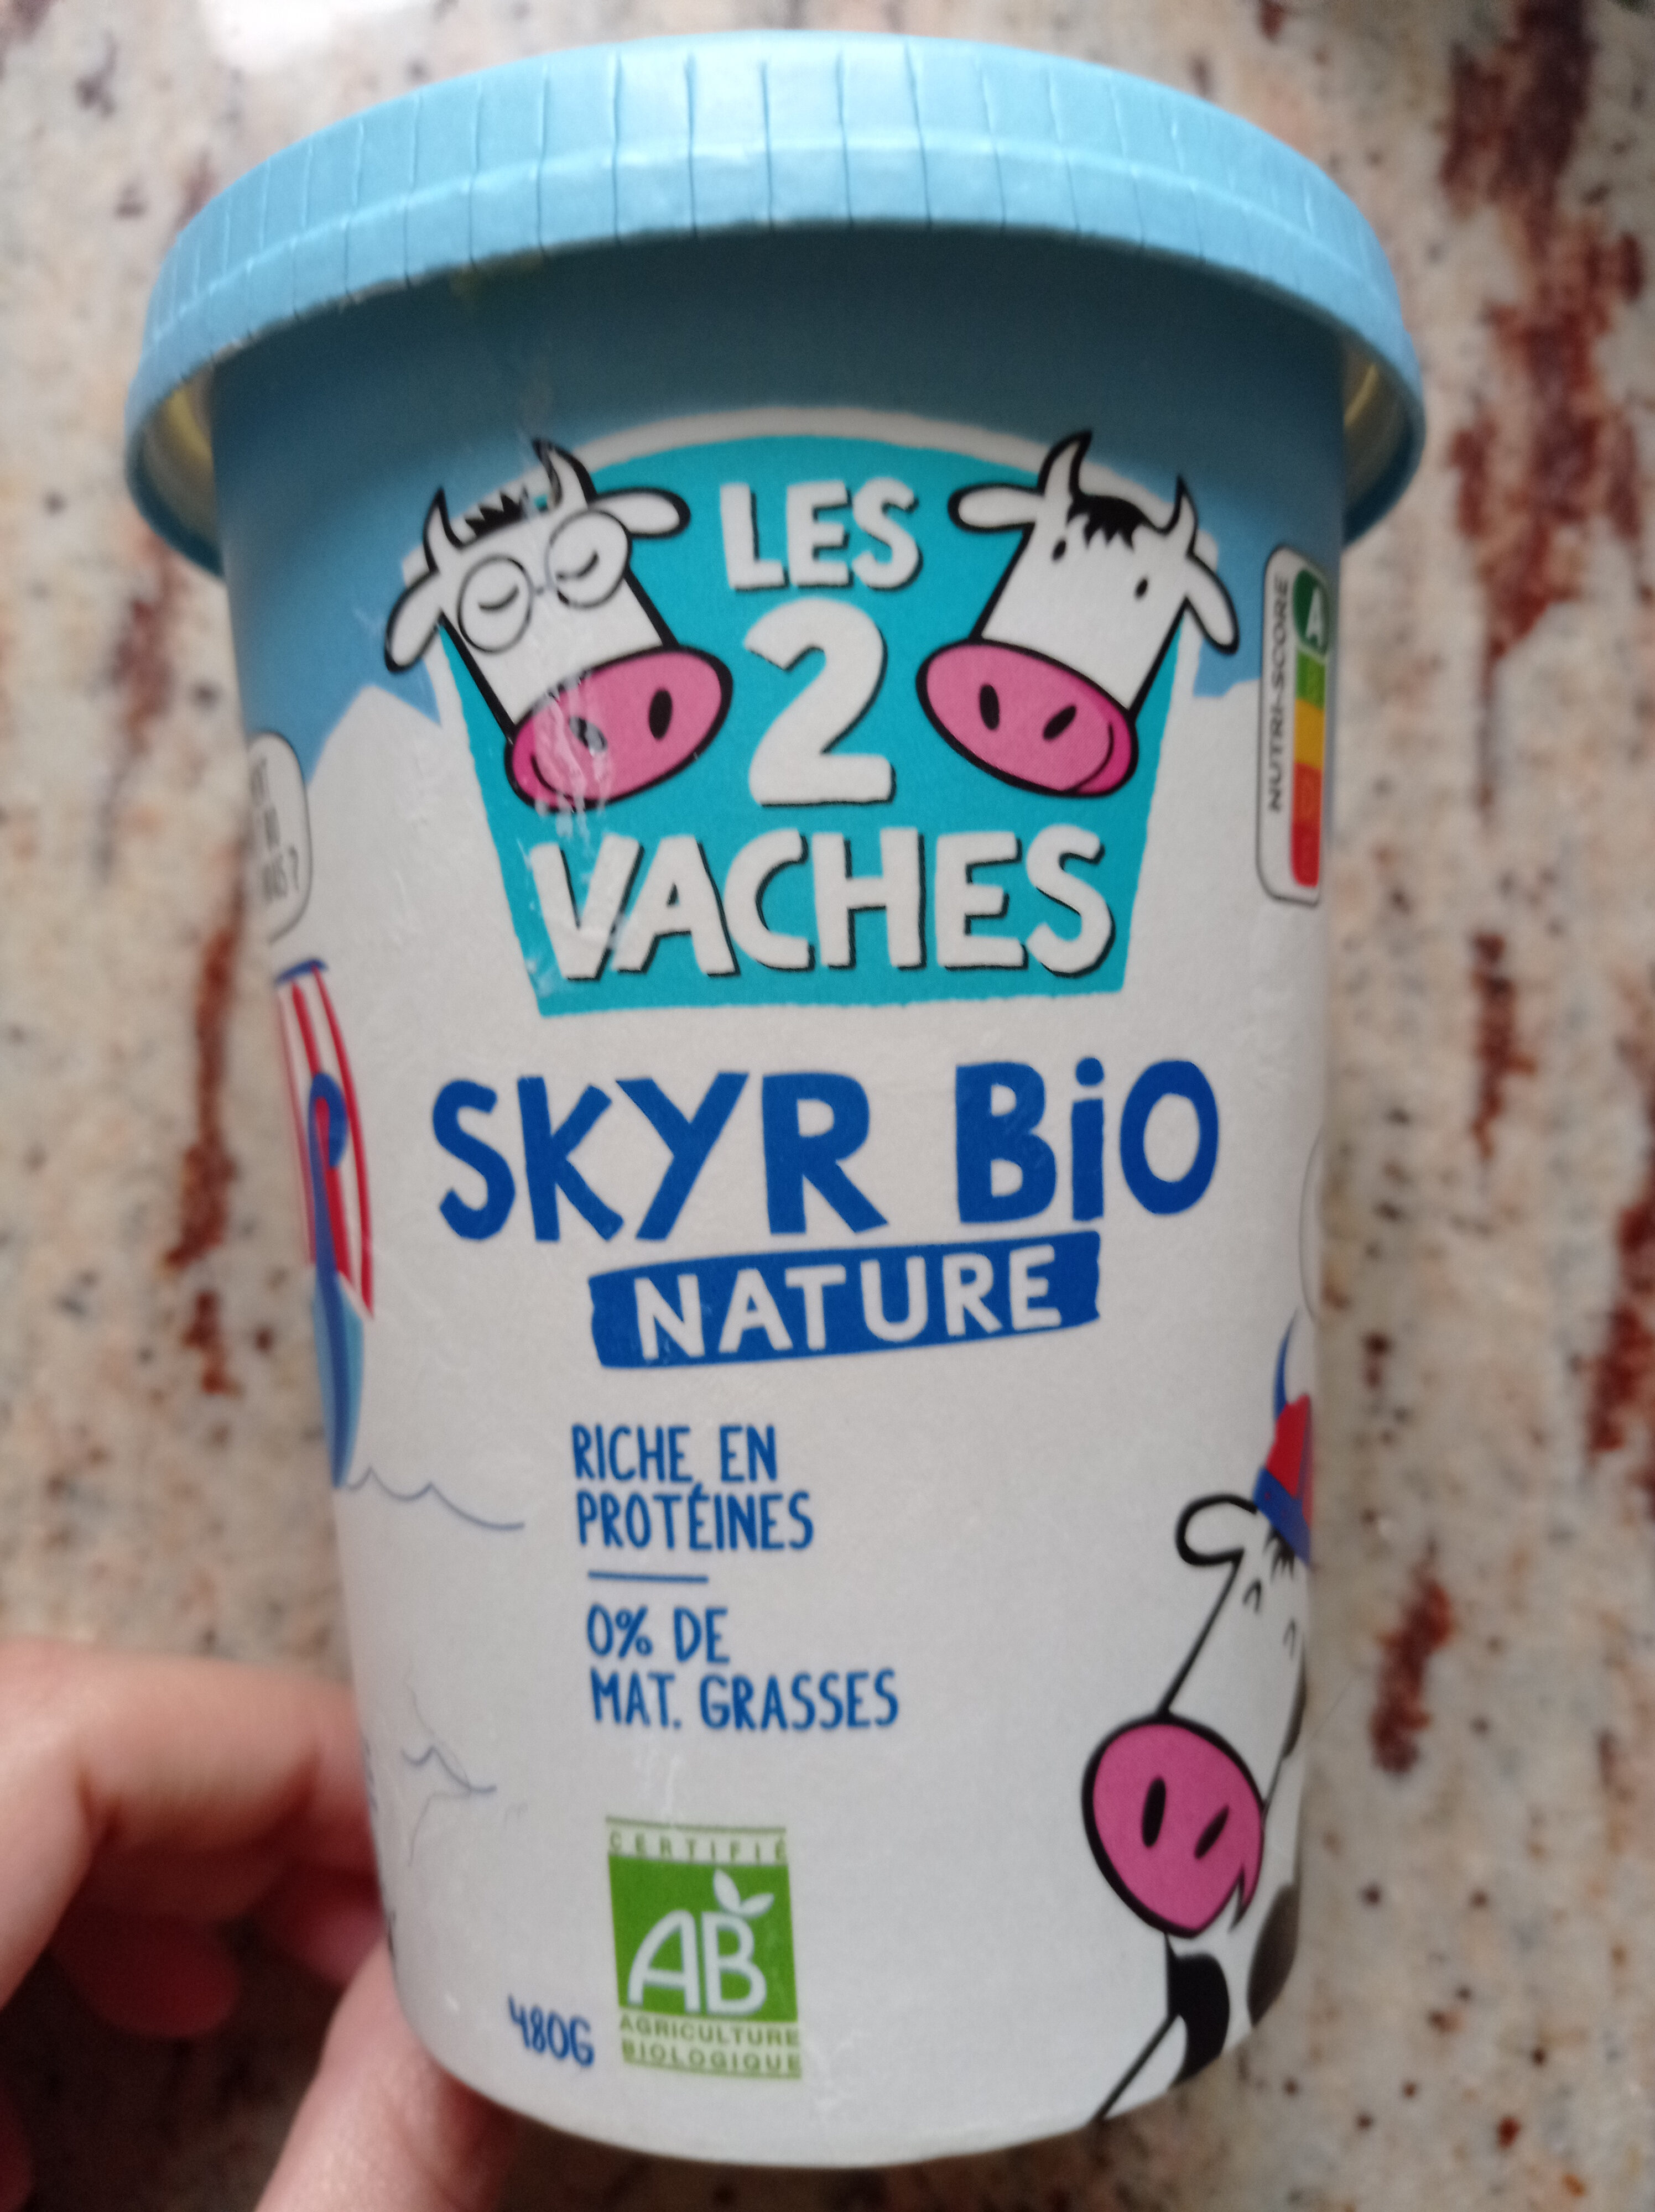 LES
2
VACHES
NUTRI-SCORE
A
SKYR BiO
NATURE
RICHE EN
PROTÉINES
0% DE
MAT. GRASSES
CERTIFIÉ
AB
AGRICULTURE
BIOLOGIQUE
480G